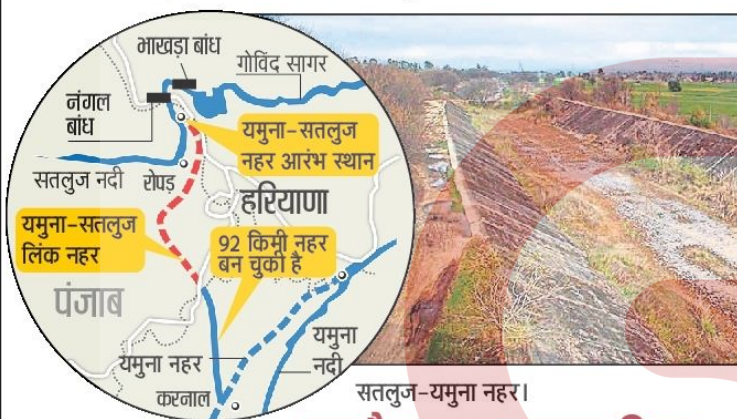 भाखड़ा बांध
गोविंद सागर
नंगल
बांध
यमुना-सतलुज
नहर आरंभ स्थान
सतलुज नदी
रोपड़
हरियाणा
यमुना-सतलुज
लिंक नहर
92 किमी नहर
बन चुकी है
पंजाब
यमुना नहर
यमुना
नदी
करनाल
सतलुज-यमुना नहर।